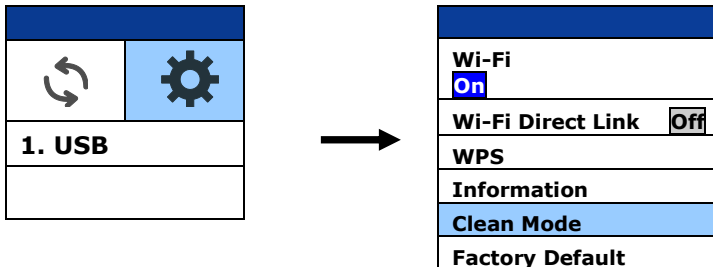 1. USB
Wi-Fi
On
Wi-Fi Direct Link Off
WPS
Information
Clean Mode
Factory Default